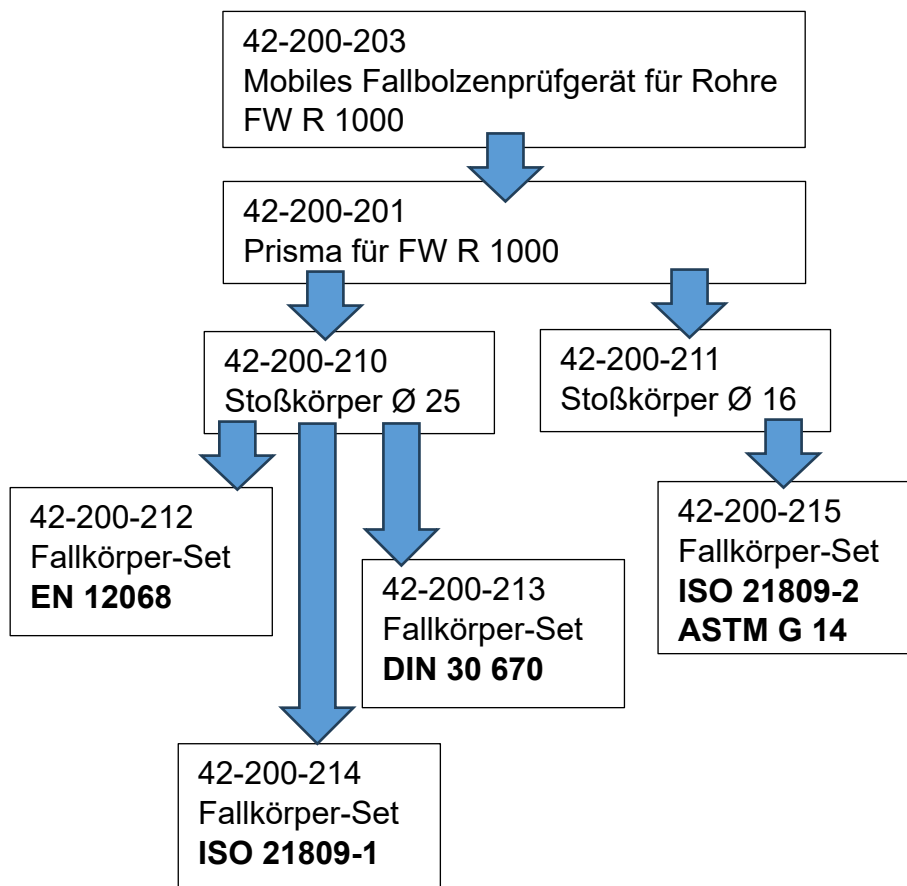 42-200-203
Mobiles Fallbolzenprüfgerät für Rohre
FW R 1000
42-200-201
Prisma für FW R 1000
42-200-210
Stoßkörper Ø 25
42-200-211
Stoßkörper Ø 16
42-200-212
Fallkörper-Set
EN 12068
42-200-213
Fallkörper-Set
DIN 30 670
42-200-215
Fallkörper-Set
ISO 21809-2
ASTM G 14
42-200-214
Fallkörper-Set
ISO 21809-1